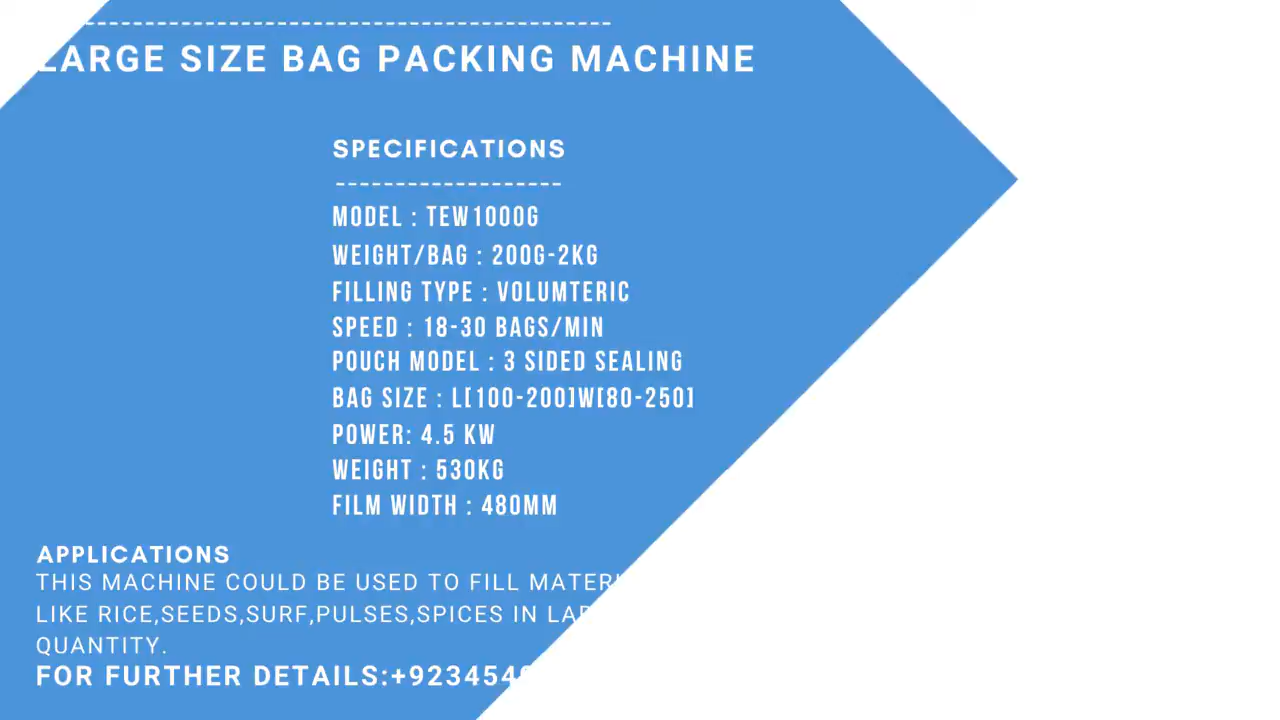 LARGE SIZE BAG PACKING MACHINE
SPECIFICATIONS
-------------------
MODEL : TEW1000G
WEIGHT/BAG : 200G-2KG
FILLING TYPE : VOLUMTERIC
SPEED : 18-30 BAGS/MIN
POUCH MODEL : 3 SIDED SEALING
BAG SIZE : L[100-200]W[80-250]
POWER: 4.5 KW
WEIGHT : 530KG
FILM WIDTH : 480MM
APPLICATIONS
THIS MACHINE COULD BE USED TO FILL
LIKE RICE,SEEDS,SURF,PULSES,SPICES IN
QUANTITY.
FOR FURTHER DETAILS: